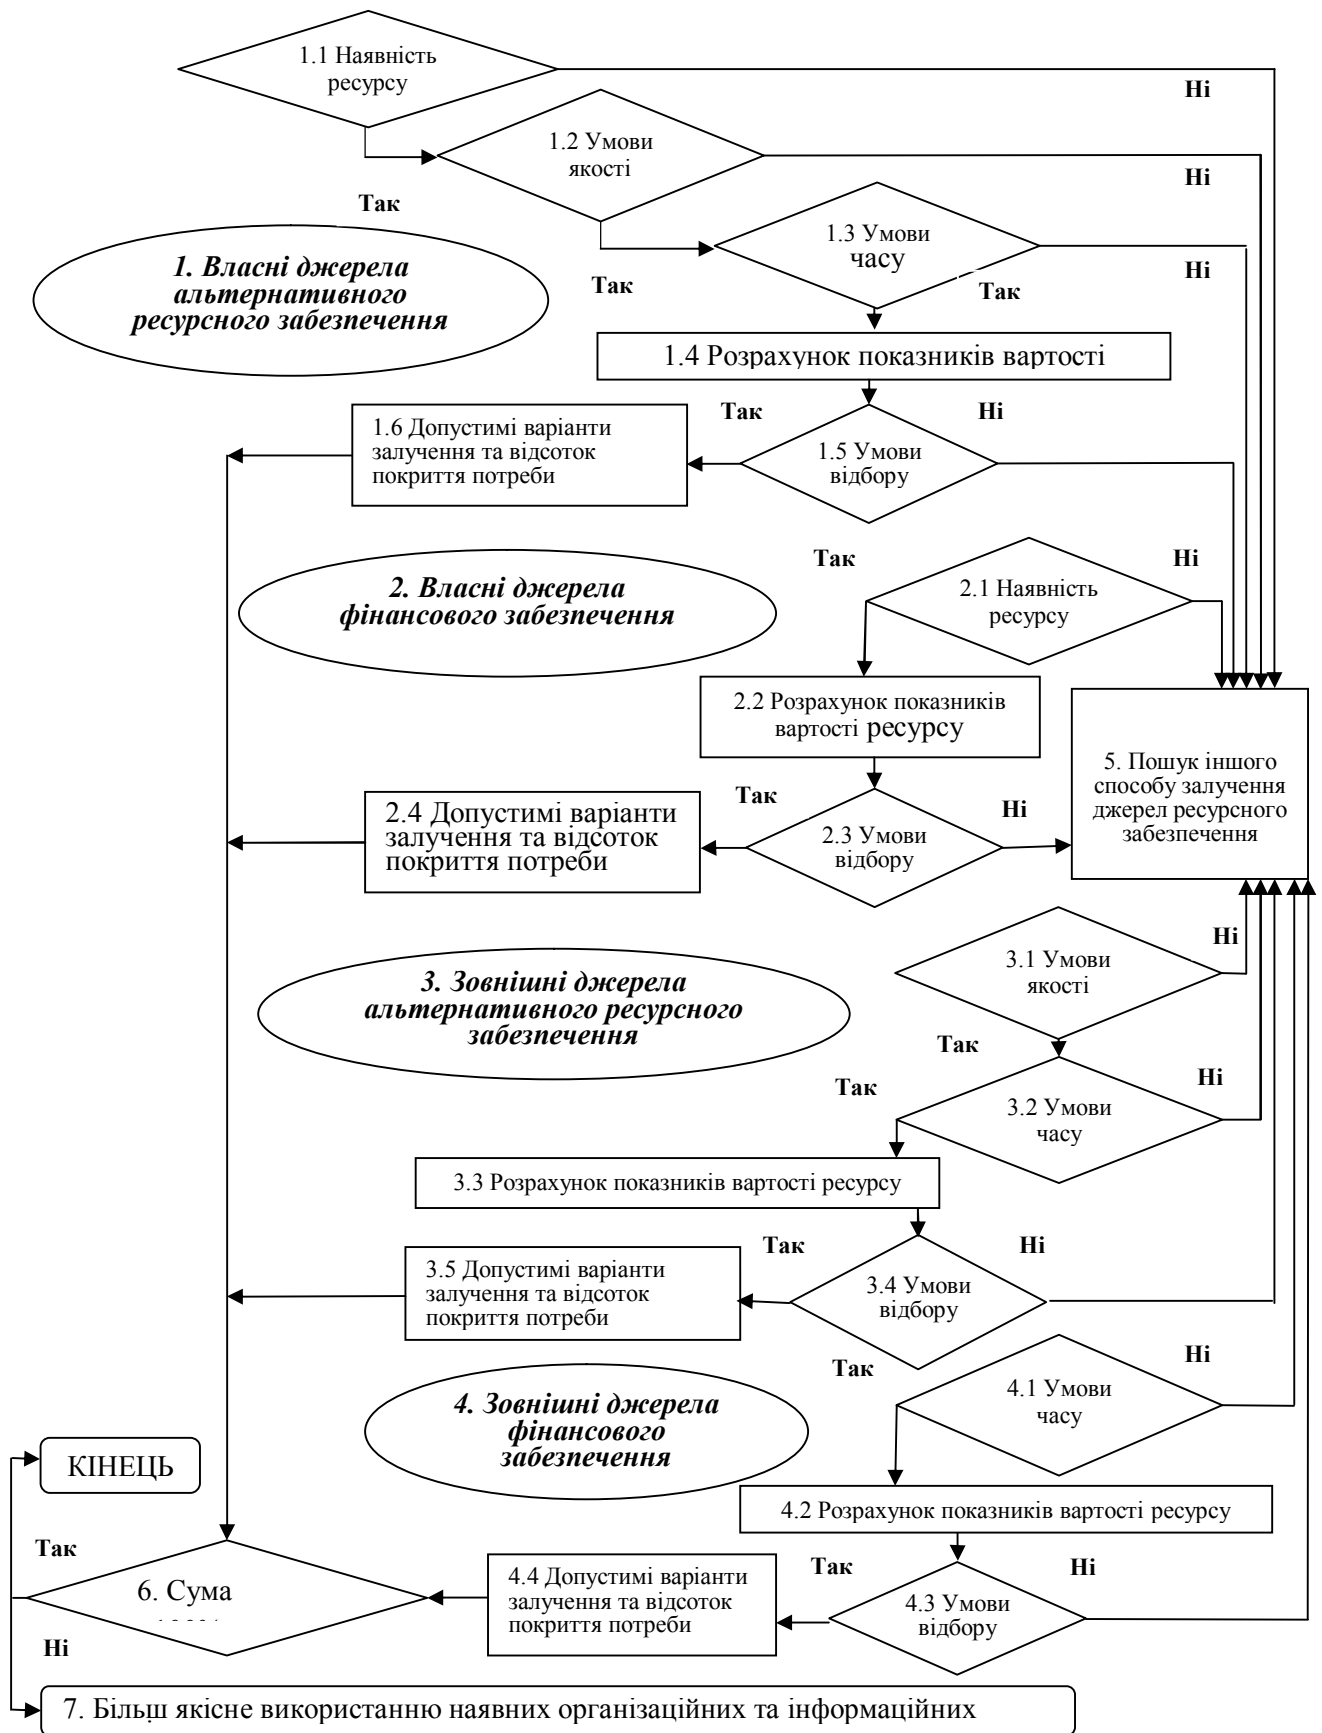 1.1 Наявність
ресурсу
Ні
1.2 Умови
якості
Ні
Так
1.3 Умови
часу
Ні
Так
Так
1. Власні джерела
альтернативного
ресурсного забезпечення
1.4 Розрахунок показників вартості
Так
Ні
1.6 Допустимі варіанти
залучення та відсоток
покриття потреби
1.5 Умови
відбору
Так
Ні
2. Власні джерела
фінансового забезпечення
2.1 Наявність
ресурсу
2.2 Розрахунок показників
вартості ресурсу
5. Пошук іншого
способу залучення
джерел ресурсного
забезпечення
Так
Ні
2.4 Допустимі варіанти
залучення та відсоток
покриття потреби
2.3 Умови
відбору
Ні
3.1 Умови
якості
3. Зовнішні джерела
альтернативного ресурсного
забезпечення
Так
Ні
Так
3.2 Умови
часу
3.3 Розрахунок показників вартості ресурсу
Так
Ні
3.5 Допустимі варіанти
залучення та відсоток
покриття потреби
3.4 Умови
відбору
Так
Ні
4.1 Умови
часу
4. Зовнішні джерела
фінансового
забезпечення
КІНЕЦЬ
4.2 Розрахунок показників вартості ресурсу
Так
Так
Ні
6. Сума
4.4 Допустимі варіанти
залучення та відсоток
покриття потреби
4.3 Умови
відбору
Ні
7. Більш якісне використанню наявних організаційних та інформаційних